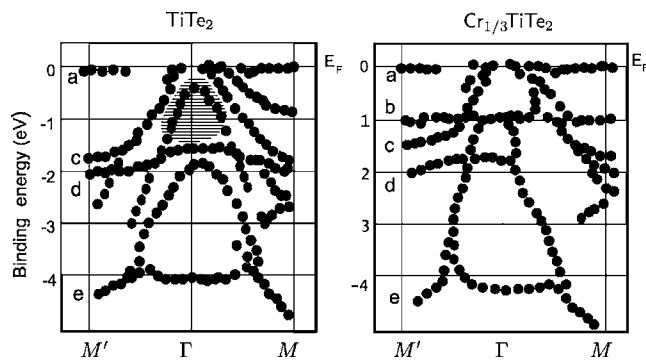 TiTe₂
Cr₁/₃TiTe₂
Binding energy (eV)
0
-1
-2
-3
-4
a
c
d
e
E_F
M′
Γ
M
0
1
2
3
-4
a
b
c
d
e
E_F
M′
Γ
M